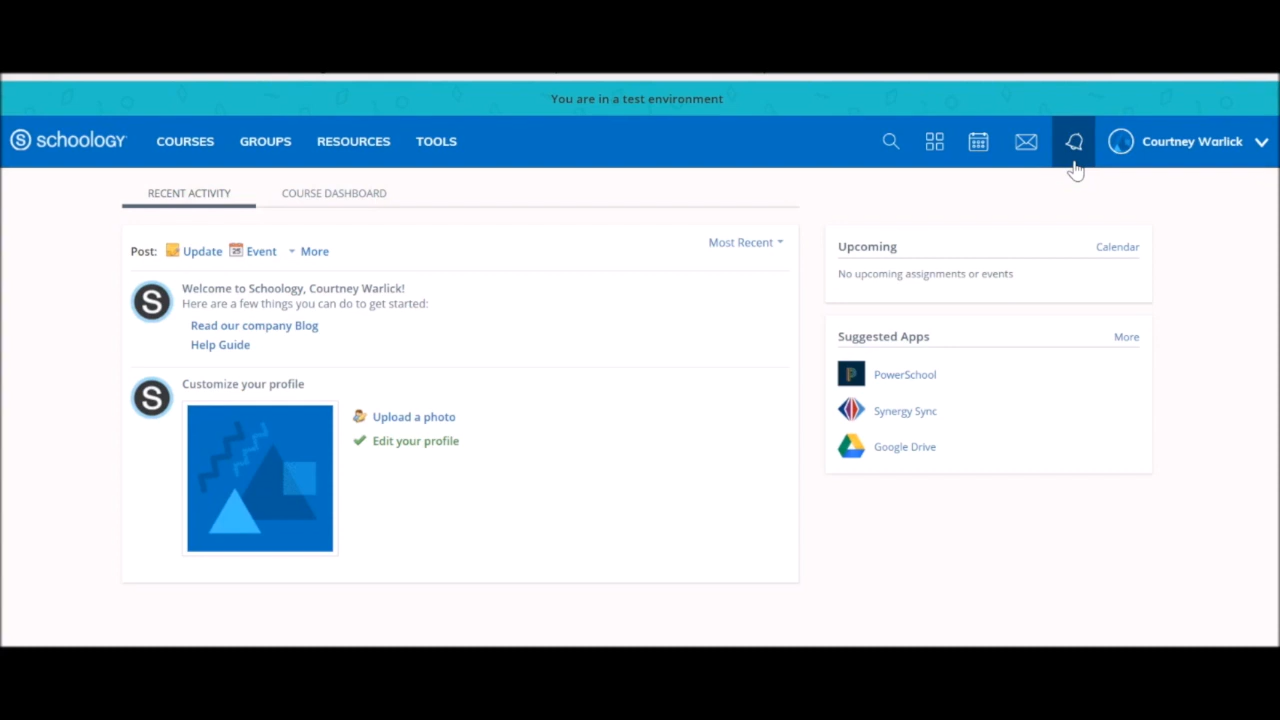 You are in a test environment
S schoology COURSES GROUPS RESOURCES TOOLS Courtney Warlick
RECENT ACTIVITY COURSE DASHBOARD
Post: Update 25 Event More Most Recent
S Welcome to Schoology, Courtney Warlick!
Here are a few things you can do to get started:
Read our company Blog
Help Guide
S Customize your profile
Upload a photo
Edit your profile
Upcoming Calendar
No upcoming assignments or events
Suggested Apps More
P PowerSchool
Synergy Sync
Google Drive